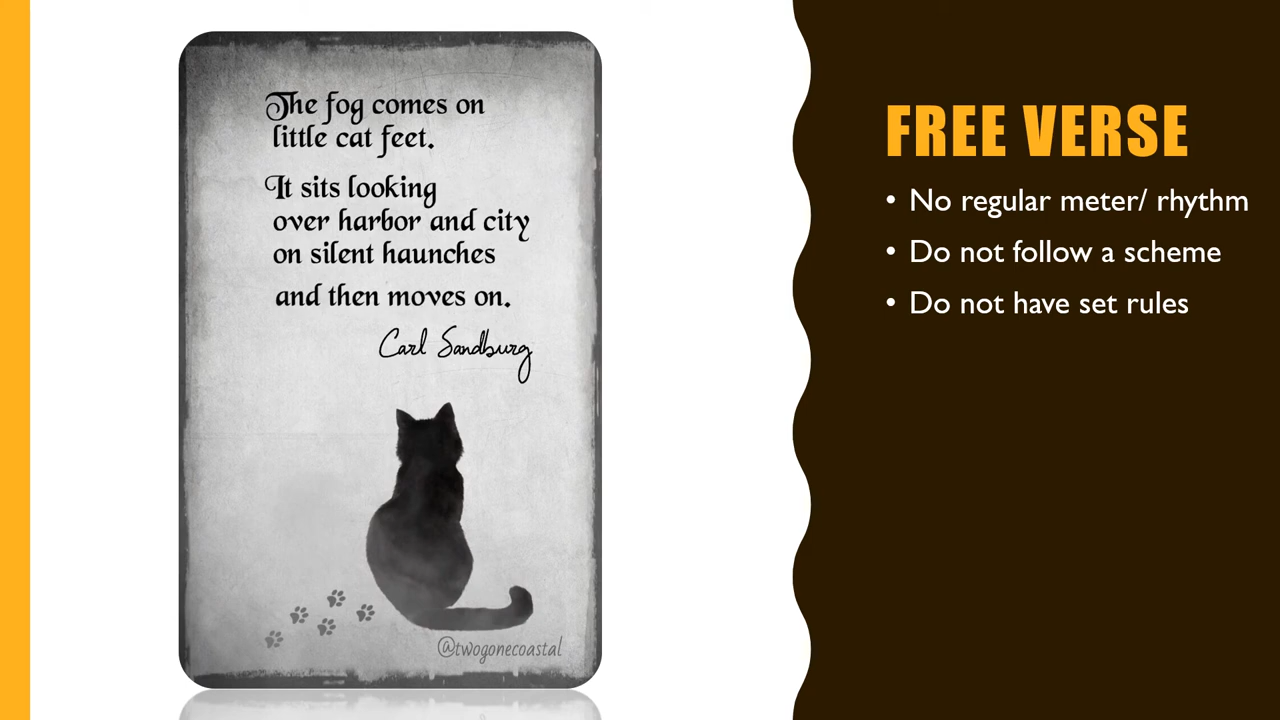 The fog comes on
little cat feet.
It sits looking
over harbor and city
on silent haunches
and then moves on.
Carl Sandburg
@twogonecoastal
FREE VERSE
• No regular meter/ rhythm
• Do not follow a scheme
• Do not have set rules